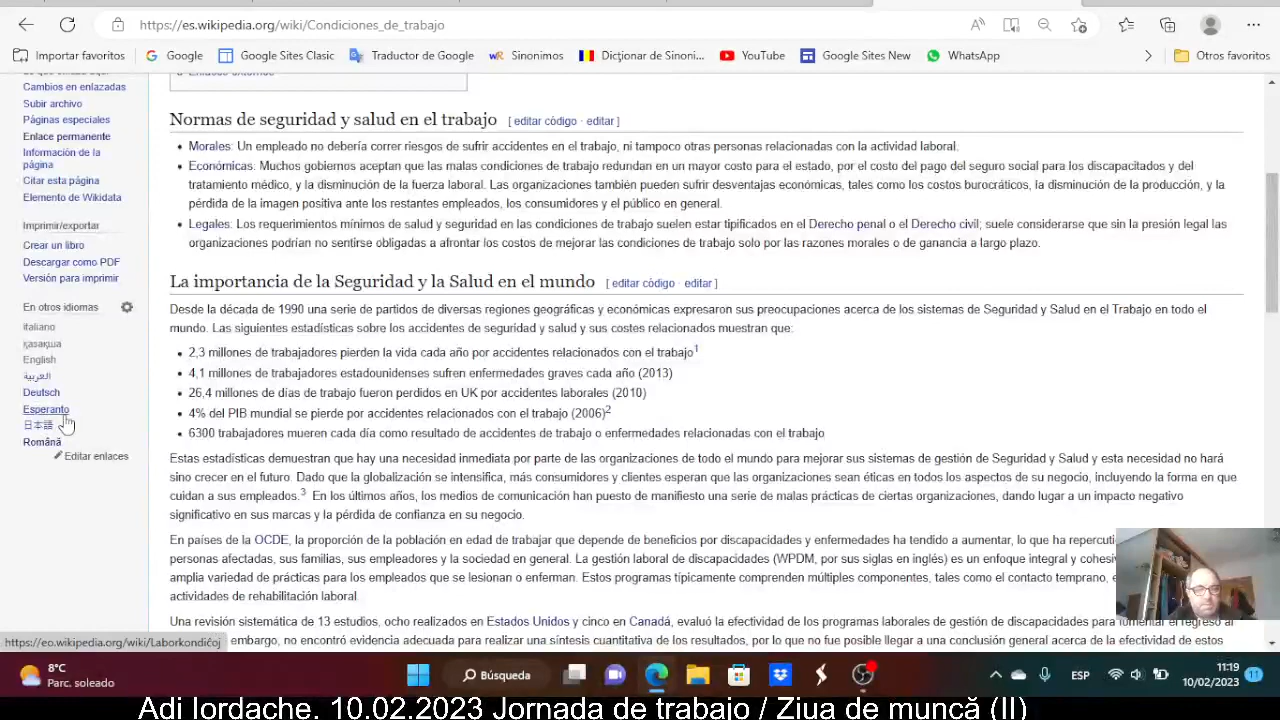 https://es.wikipedia.org/wiki/Condiciones_de_trabajo
Importar favoritos
Google
Google Sites Clasic
Traductor de Google
wR Sinonimos
Dicționar de Sinoni...
YouTube
Google Sites New
WhatsApp
Otros favoritos
Cambios en enlazadas
Subir archivo
Páginas especiales
Enlace permanente
Información de la
página
Citar esta página
Elemento de Wikidata
Imprimir/exportar
Crear un libro
Descargar como PDF
Versión para imprimir
En otros idiomas
italiano
қазақша
English
العربية
Deutsch
Esperanto
日本語
Română
Editar enlaces
Normas de seguridad y salud en el trabajo [ editar código · editar ]
• Morales: Un empleado no debería correr riesgos de sufrir accidentes en el trabajo, ni tampoco otras personas relacionadas con la actividad laboral.
• Económicas: Muchos gobiernos aceptan que las malas condiciones de trabajo redundan en un mayor costo para el estado, por el costo del pago del seguro social para los discapacitados y del
tratamiento médico, y la disminución de la fuerza laboral. Las organizaciones también pueden sufrir desventajas económicas, tales como los costos burocráticos, la disminución de la producción, y la
pérdida de la imagen positiva ante los restantes empleados, los consumidores y el público en general.
• Legales: Los requerimientos mínimos de salud y seguridad en las condiciones de trabajo suelen estar tipificados en el Derecho penal o el Derecho civil; suele considerarse que sin la presión legal las
organizaciones podrían no sentirse obligadas a afrontar los costos de mejorar las condiciones de trabajo solo por las razones morales o de ganancia a largo plazo.
La importancia de la Seguridad y la Salud en el mundo [ editar código · editar ]
Desde la década de 1990 una serie de partidos de diversas regiones geográficas y económicas expresaron sus preocupaciones acerca de los sistemas de Seguridad y Salud en el Trabajo en todo el
mundo. Las siguientes estadísticas sobre los accidentes de seguridad y salud y sus costes relacionados muestran que:
• 2,3 millones de trabajadores pierden la vida cada año por accidentes relacionados con el trabajo1
• 4,1 millones de trabajadores estadounidenses sufren enfermedades graves cada año (2013)
• 26,4 millones de días de trabajo fueron perdidos en UK por accidentes laborales (2010)
• 4% del PIB mundial se pierde por accidentes relacionados con el trabajo (2006)2
• 6300 trabajadores mueren cada día como resultado de accidentes de trabajo o enfermedades relacionadas con el trabajo
Estas estadísticas demuestran que hay una necesidad inmediata por parte de las organizaciones de todo el mundo para mejorar sus sistemas de gestión de Seguridad y Salud y esta necesidad no hará
sino crecer en el futuro. Dado que la globalización se intensifica, más consumidores y clientes esperan que las organizaciones sean éticas en todos los aspectos de su negocio, incluyendo la forma en que
cuidan a sus empleados.3 En los últimos años, los medios de comunicación han puesto de manifiesto una serie de malas prácticas de ciertas organizaciones, dando lugar a un impacto negativo
significativo en sus marcas y la pérdida de confianza en su negocio.
En países de la OCDE, la proporción de la población en edad de trabajar que depende de beneficios por discapacidades y enfermedades ha tendido a aumentar, lo que ha repercuti
personas afectadas, sus familias, sus empleadores y la sociedad en general. La gestión laboral de discapacidades (WPDM, por sus siglas en inglés) es un enfoque integral y cohesiv
amplia variedad de prácticas para los empleados que se lesionan o enferman. Estos programas típicamente comprenden múltiples componentes, tales como el contacto temprano, e
actividades de rehabilitación laboral.
Una revisión sistemática de 13 estudios, ocho realizados en Estados Unidos y cinco en Canadá, evaluó la efectividad de los programas laborales de gestión de discapacidades para fomentar el regreso al
embargo, no encontró evidencia adecuada para realizar una síntesis cuantitativa de los resultados, por lo que no fue posible llegar a una conclusión general acerca de la efectividad de estos
https://eo.wikipedia.org/wiki/Laborkondiĉoj
8°C
Parc. soleado
Búsqueda
ESP
11:19
10/02/2023
11
Adi Iordache. 10.02.2023 Jornada de trabajo / Ziua de muncă (II)